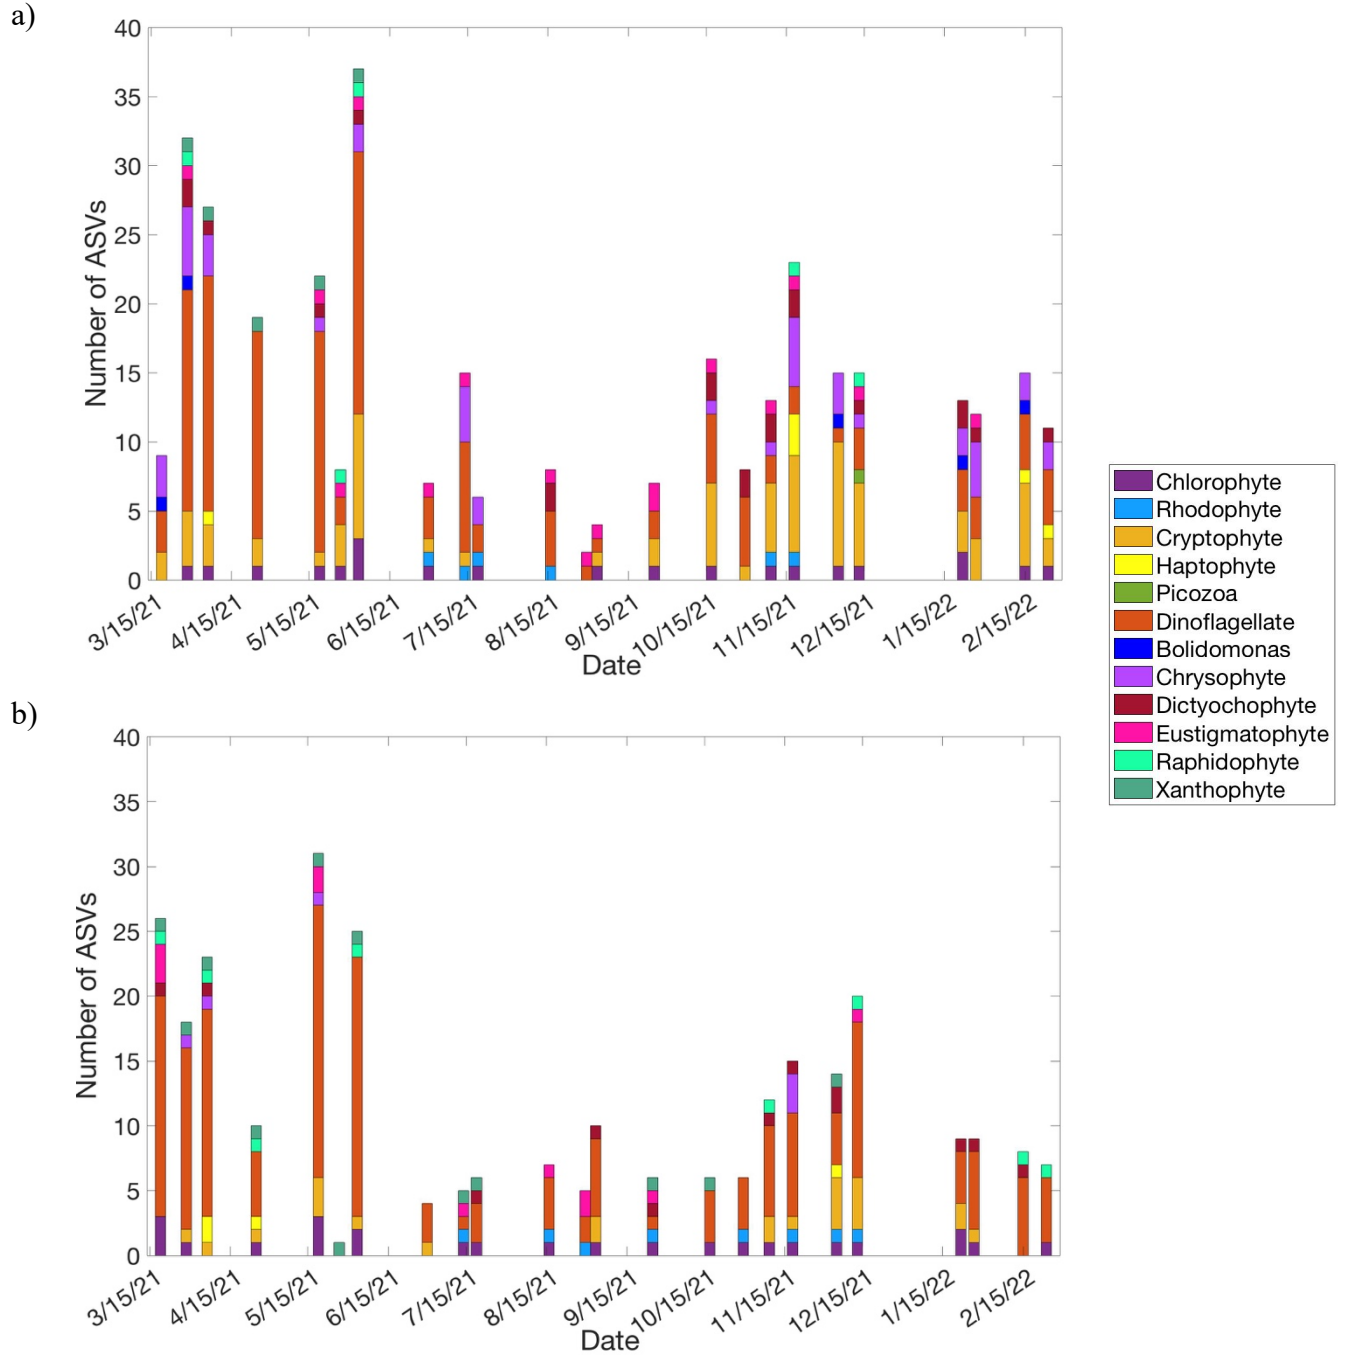 a)
40
35
30
25
20
15
10
5
0
Number of ASVs
3/15/21 4/15/21 5/15/21 6/15/21 7/15/21 8/15/21 9/15/21 10/15/21 11/15/21 12/15/21 1/15/22 2/15/22
Date
Chlorophyte
Rhodophyte
Cryptophyte
Haptophyte
Picozoa
Dinoflagellate
Bolidomonas
Chrysophyte
Dictyochophyte
Eustigmatophyte
Raphidophyte
Xanthophyte
b)
40
35
30
25
20
15
10
5
0
Number of ASVs
3/15/21 4/15/21 5/15/21 6/15/21 7/15/21 8/15/21 9/15/21 10/15/21 11/15/21 12/15/21 1/15/22 2/15/22
Date